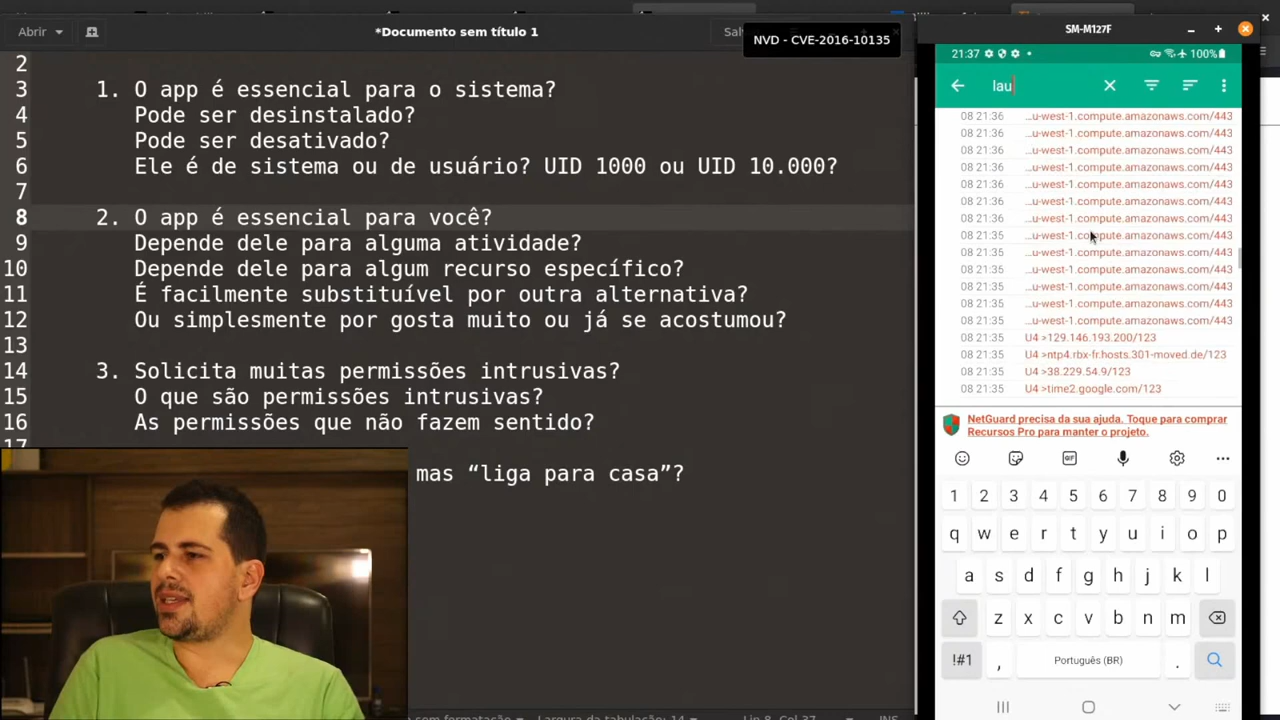 Abrir
*Documento sem título 1
NVD - CVE-2016-10135
2
3 1. O app é essencial para o sistema?
4 Pode ser desinstalado?
5 Pode ser desativado?
6 Ele é de sistema ou de usuário? UID 1000 ou UID 10.000?
7
8 2. O app é essencial para você?
9 Depende dele para alguma atividade?
10 Depende dele para algum recurso específico?
11 É facilmente substituível por outra alternativa?
12 Ou simplesmente por gosta muito ou já se acostumou?
13
14 3. Solicita muitas permissões intrusivas?
15 O que são permissões intrusivas?
16 As permissões que não fazem sentido?
mas “liga para casa”?
SM-M127F
21:37 100%
lau
08 21:36 ...u-west-1.compute.amazonaws.com/443
08 21:36 ...u-west-1.compute.amazonaws.com/443
08 21:36 ...u-west-1.compute.amazonaws.com/443
08 21:36 ...u-west-1.compute.amazonaws.com/443
08 21:36 ...u-west-1.compute.amazonaws.com/443
08 21:36 ...u-west-1.compute.amazonaws.com/443
08 21:36 ...u-west-1.compute.amazonaws.com/443
08 21:35 ...u-west-1.compute.amazonaws.com/443
08 21:35 ...u-west-1.compute.amazonaws.com/443
08 21:35 ...u-west-1.compute.amazonaws.com/443
08 21:35 ...u-west-1.compute.amazonaws.com/443
08 21:35 ...u-west-1.compute.amazonaws.com/443
08 21:35 ...u-west-1.compute.amazonaws.com/443
08 21:35 U4 >129.146.193.200/123
08 21:35 U4 >ntp4.rbx-fr.hosts.301-moved.de/123
08 21:35 U4 >38.229.54.9/123
08 21:35 U4 >time2.google.com/123
NetGuard precisa da sua ajuda. Toque para comprar
Recursos Pro para manter o projeto.
GIF
1 2 3 4 5 6 7 8 9 0
q w e r t y u i o p
a s d f g h j k l
z x c v b n m
!#1 , Português (BR) .